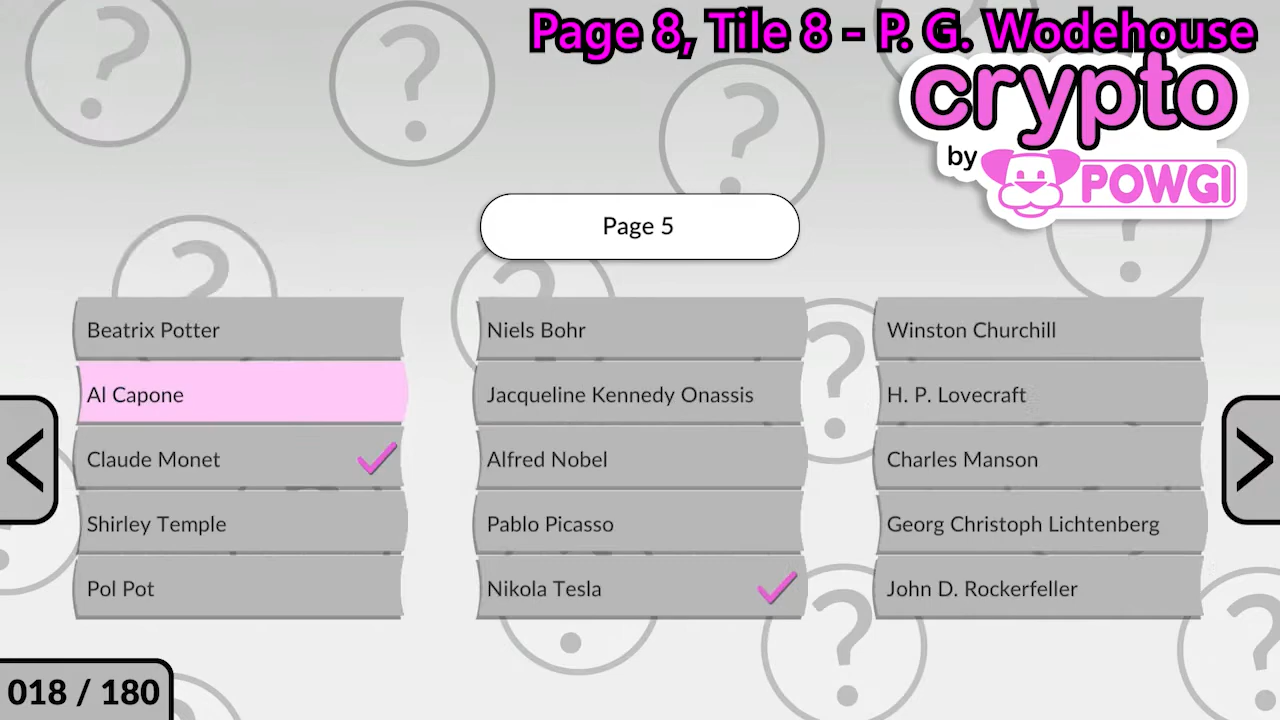 Page 8, Tile 8 - P. G. Wodehouse
crypto
by POWGI
Page 5
Beatrix Potter
Al Capone
Claude Monet
Shirley Temple
Pol Pot
Niels Bohr
Jacqueline Kennedy Onassis
Alfred Nobel
Pablo Picasso
Nikola Tesla
Winston Churchill
H. P. Lovecraft
Charles Manson
Georg Christoph Lichtenberg
John D. Rockerfeller
018 / 180